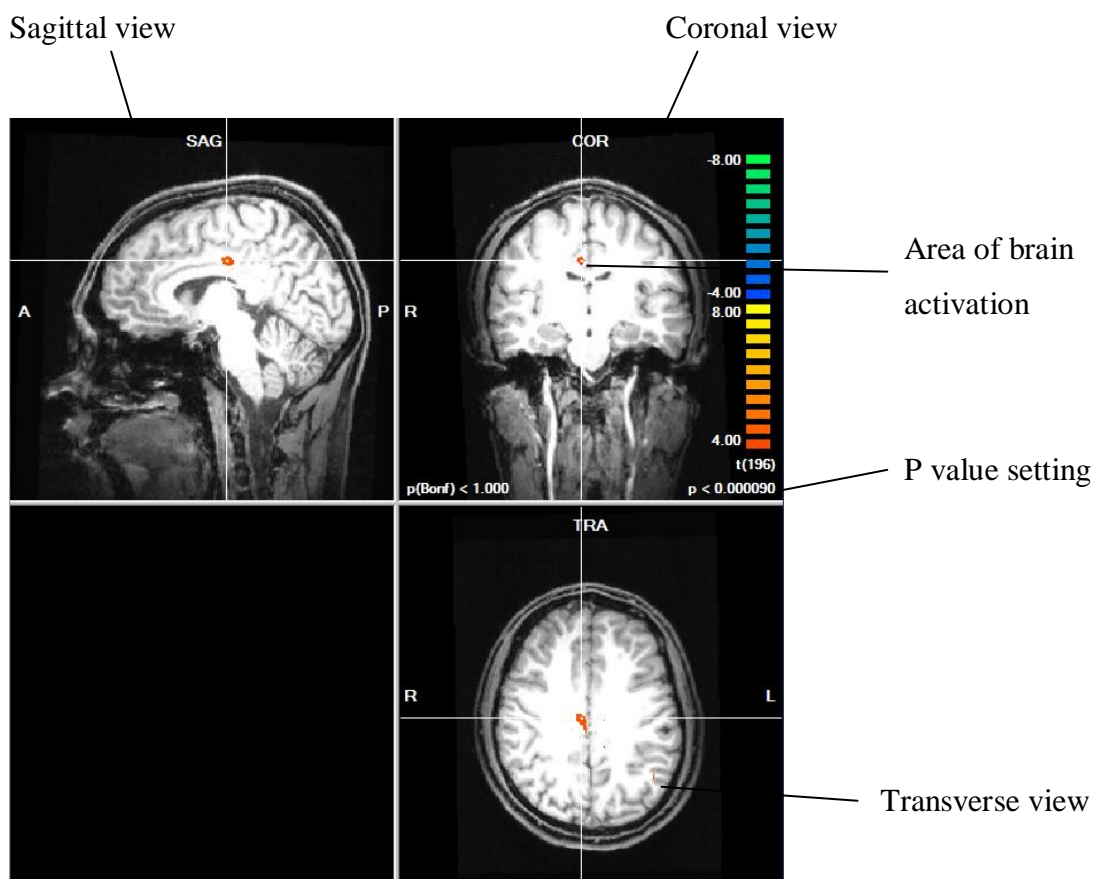 Sagittal view
Coronal view
SAG
COR
-8.00
Area of brain
activation
-4.00
8.00
A
P
R
4.00
t(196)
P value setting
p(Bonf) < 1.000
p < 0.000090
TRA
R
L
Transverse view